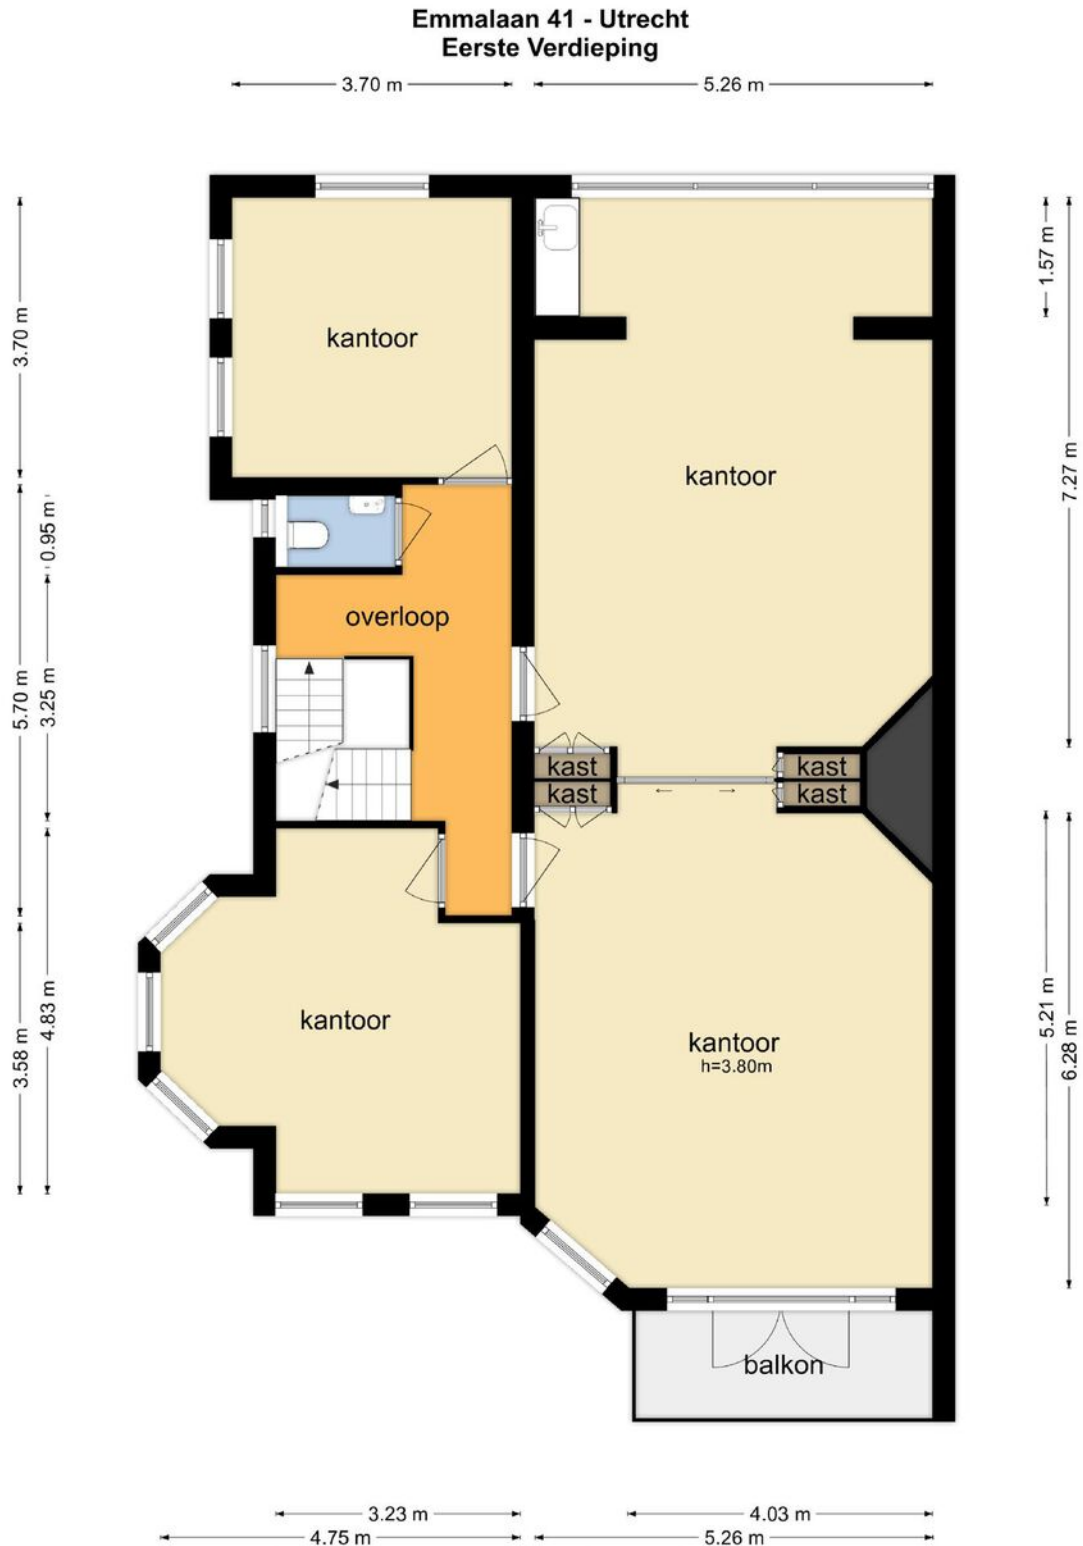 Emmalaan 41 - Utrecht
Eerste Verdieping
3.70 m
5.26 m
3.70 m
1.57 m
7.27 m
kantoor
kantoor
0.95 m
overloop
5.70 m
3.25 m
kast
kast
kast
kast
kantoor
kantoor
h=3.80m
4.83 m
3.58 m
5.21 m
6.28 m
balkon
3.23 m
4.03 m
4.75 m
5.26 m